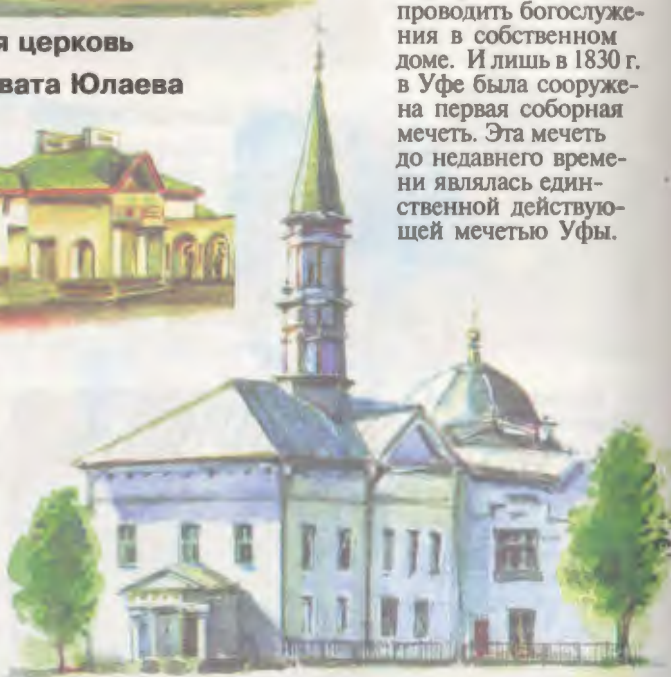 я церковь
вата Юлаева
проводить богослуже-
ния в собственном
доме. И лишь в 1830 г.
в Уфе была сооруже-
на первая соборная
мечеть. Эта мечеть
до недавнего време-
ни являлась един-
ственной действую-
щей мечетью Уфы.